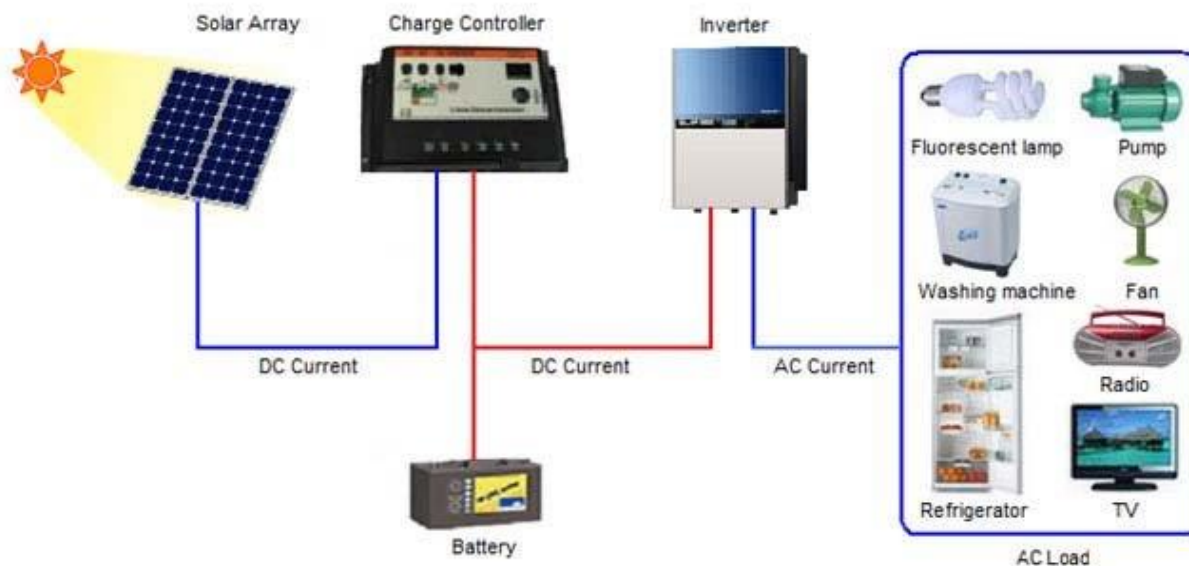 Solar Array
Charge Controller
Inverter
Fluorescent lamp
Pump
Washing machine
Fan
DC Current
DC Current
AC Current
Radio
Refrigerator
TV
Battery
AC Load